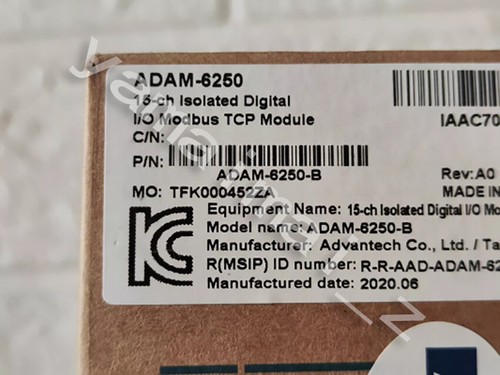 ADAM-6250
15-ch Isolated Digital
I/O Modbus TCP Module
IAAC70
C/N:
P/N:
ADAM-6250-B
Rev:A0
MO: TFK0004522A
MADE IN
Equipment Name: 15-ch Isolated Digital I/O Mo
Model name: ADAM-6250-B
Manufacturer: Advantech Co., Ltd. / Ta
R(MSIP) ID number: R-R-AAD-ADAM-62
Manufactured date: 2020.06